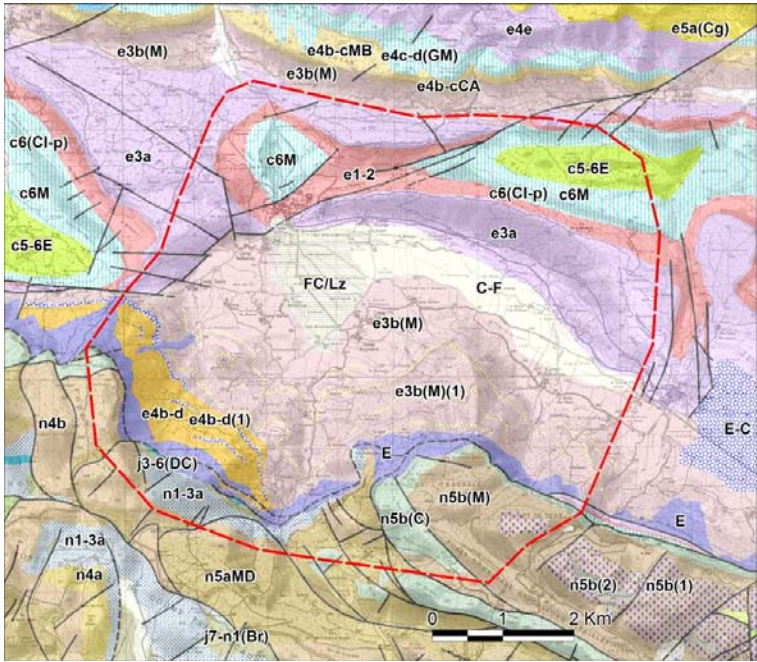 e4e
e5a(Cg)
e3b(M)
e4b-cMB
e4c-d(GM)
e3b(M)
e4b-cCA
c6(Cl-p)
e3a
c6M
c5-6E
e1-2
c6(Cl-p)
c6M
c6M
e3a
c5-6E
FC/Lz
C-F
e3b(M)
e3b(M)(1)
e4b-d
e4b-d(1)
n4b
E-C
E
j3-6(DC)
n5b(M)
n1-3a
n5b(C)
E
n1-3a
n4a
n5aMD
n5b(2)
n5b(1)
j7-n1(Br)
0 1 2 Km